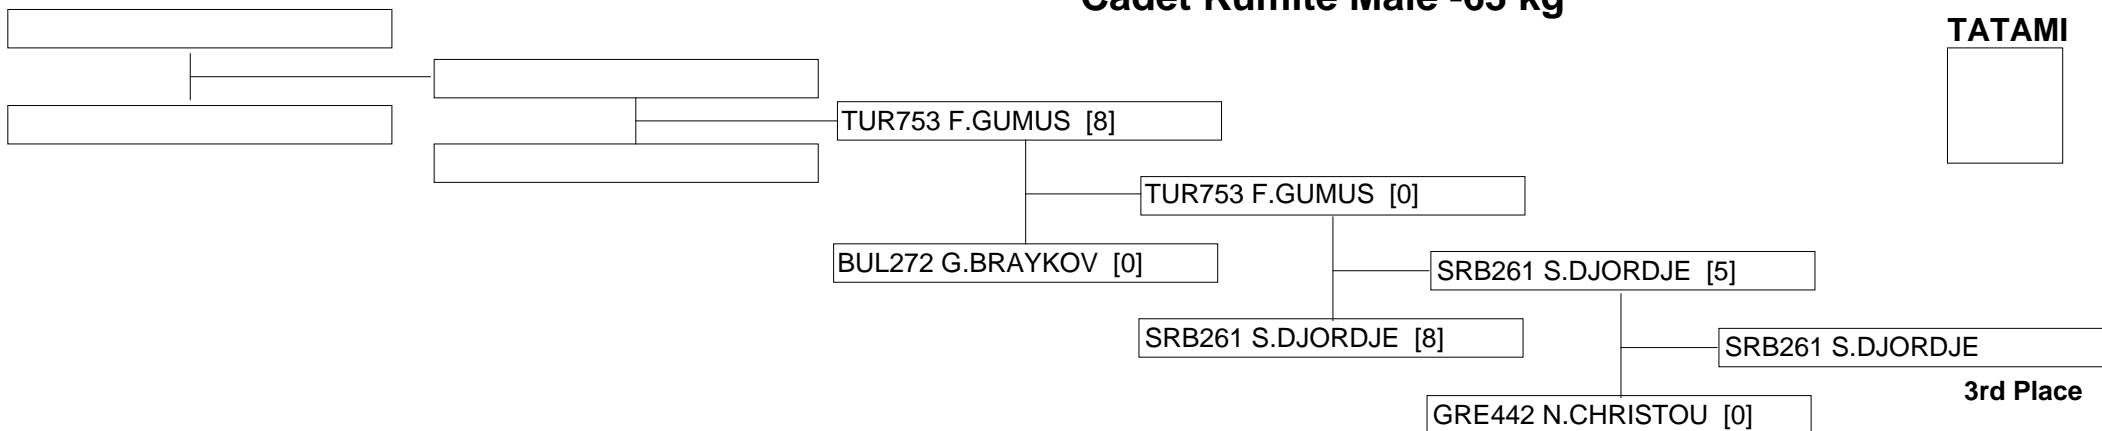 Cadet Kumite Male -63 kg
TATAMI
TUR753 F.GUMUS [8]
TUR753 F.GUMUS [0]
BUL272 G.BRAYKOV [0]
SRB261 S.DJORDJE [5]
SRB261 S.DJORDJE [8]
SRB261 S.DJORDJE
3rd Place
GRE442 N.CHRISTOU [0]